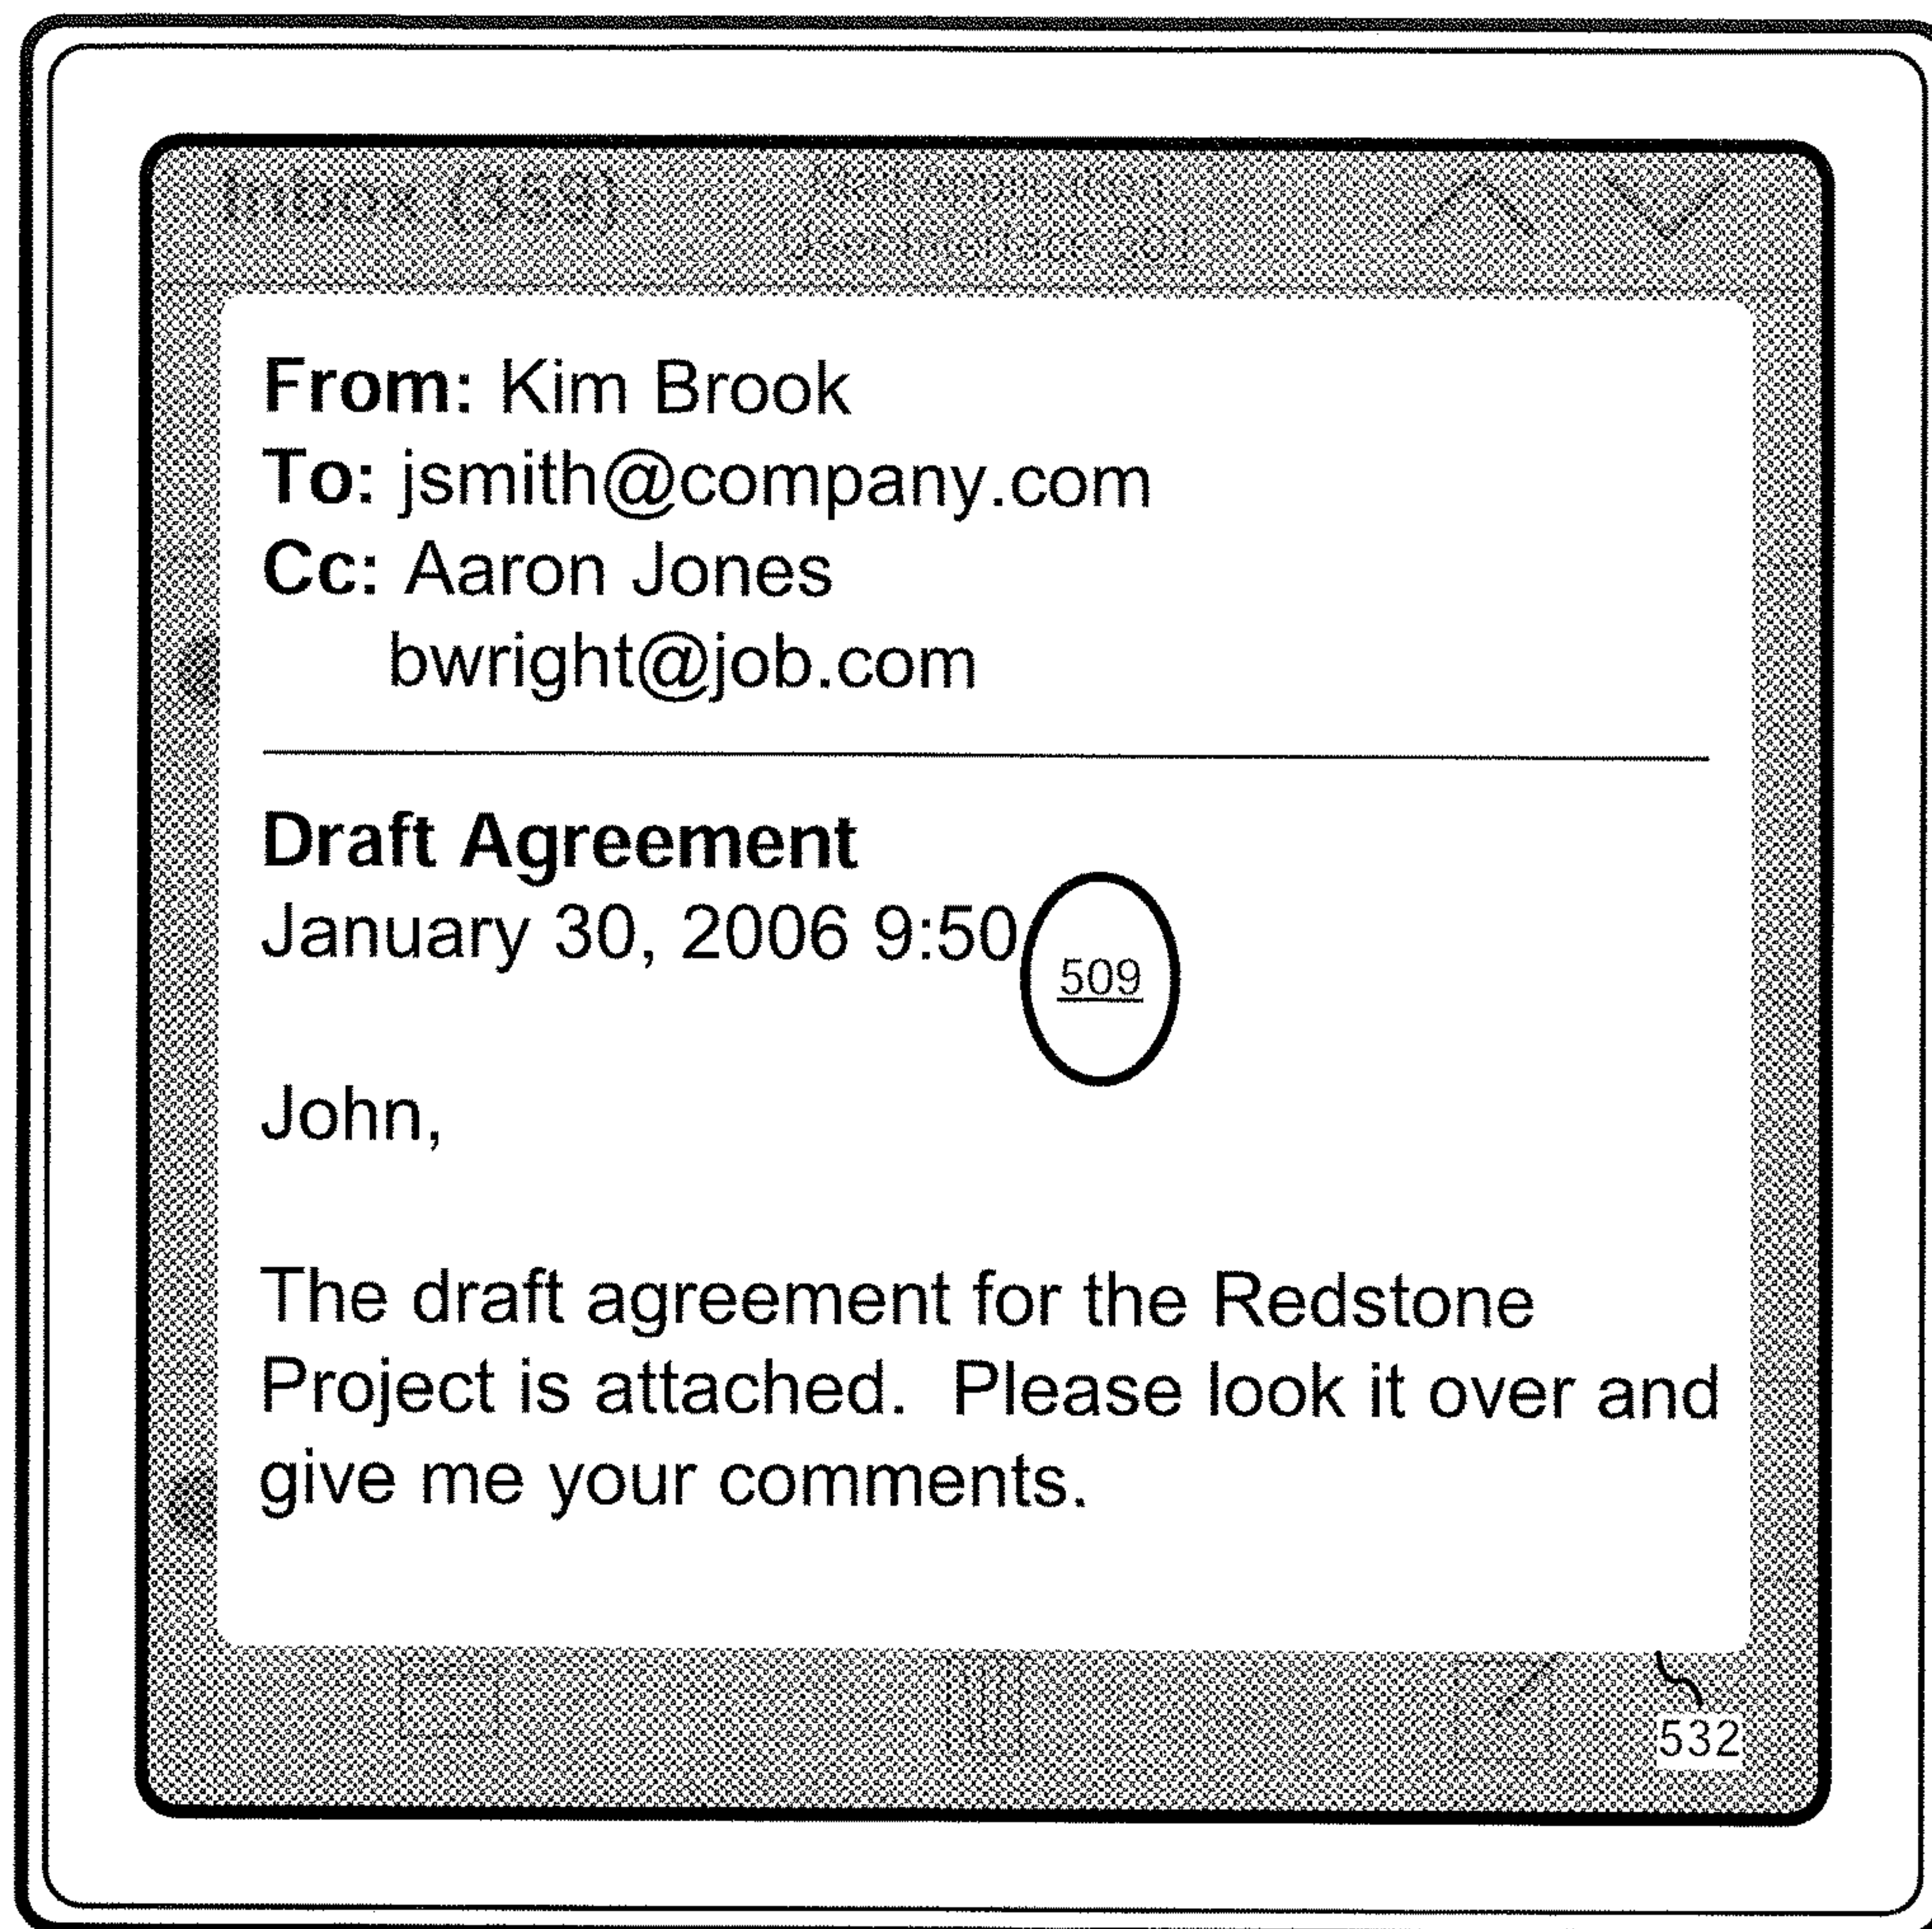 Inbox (359)
From: Kim Brook
To: jsmith@company.com
Cc: Aaron Jones
bwright@job.com
Draft Agreement
January 30, 2006 9:50
509
John,
The draft agreement for the Redstone
Project is attached.  Please look it over and
give me your comments.
532